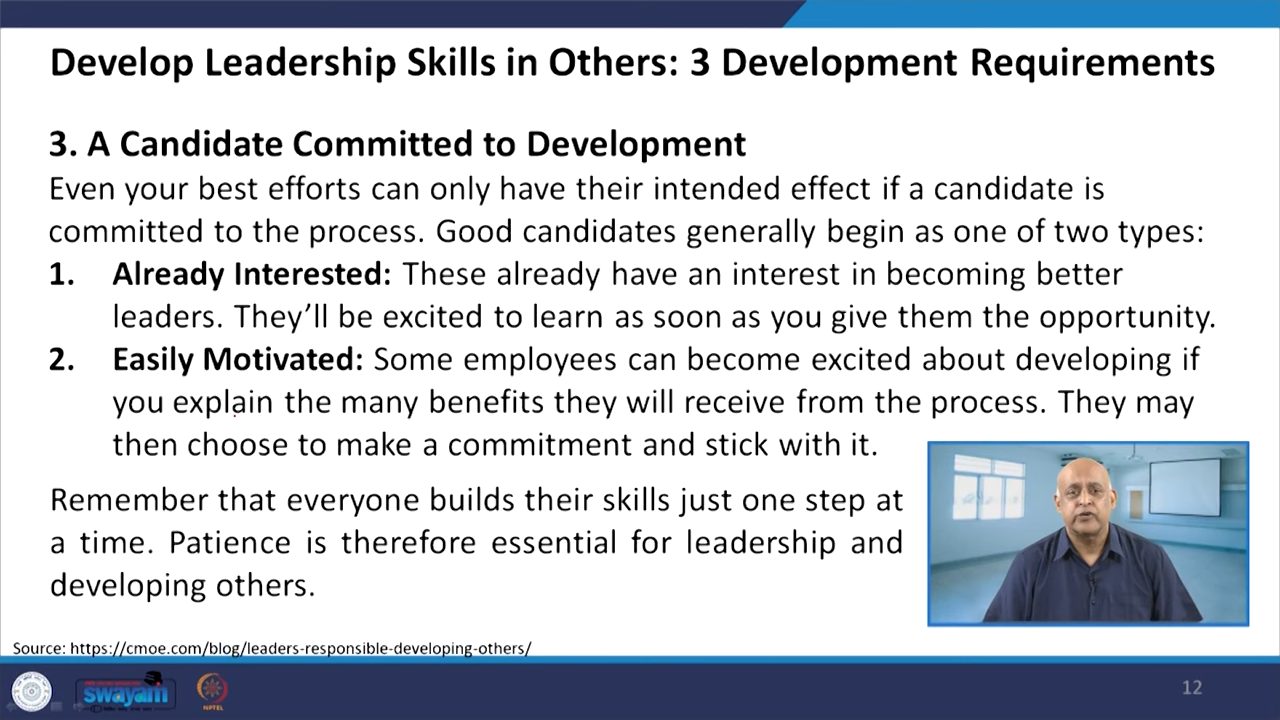 Develop Leadership Skills in Others: 3 Development Requirements
3. A Candidate Committed to Development
Even your best efforts can only have their intended effect if a candidate is
committed to the process. Good candidates generally begin as one of two types:
1. Already Interested: These already have an interest in becoming better
leaders. They’ll be excited to learn as soon as you give them the opportunity.
2. Easily Motivated: Some employees can become excited about developing if
you explain the many benefits they will receive from the process. They may
then choose to make a commitment and stick with it.
Remember that everyone builds their skills just one step at
a time. Patience is therefore essential for leadership and
developing others.
Source: https://cmoe.com/blog/leaders-responsible-developing-others/
swayam
NPTEL
12